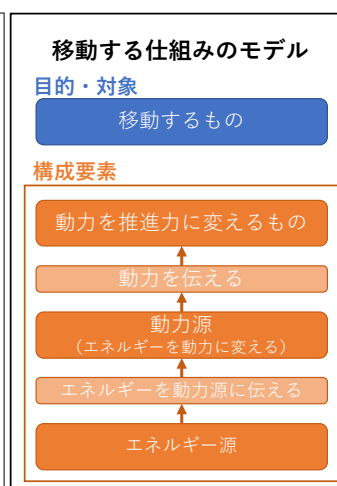 移動する仕組みのモデル
目的・対象
移動するもの
構成要素
動力を推進力に変えるもの
動力を伝える
動力源
（エネルギーを動力に変える）
エネルギーを動力源に伝える
エネルギー源